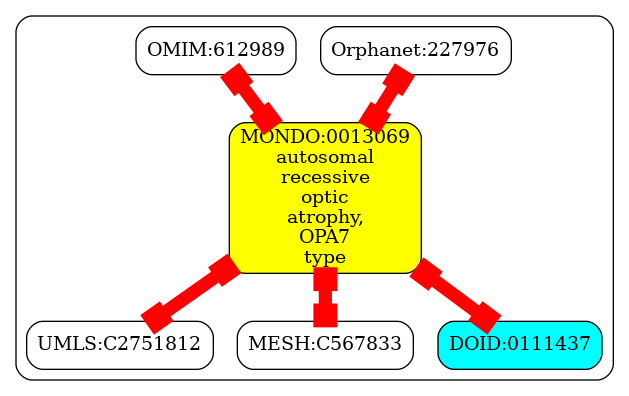 OMIM:612989
Orphanet:227976
MONDO:0013069
autosomal
recessive
optic
atrophy,
OPA7
type
UMLS:C2751812
MESH:C567833
DOID:0111437